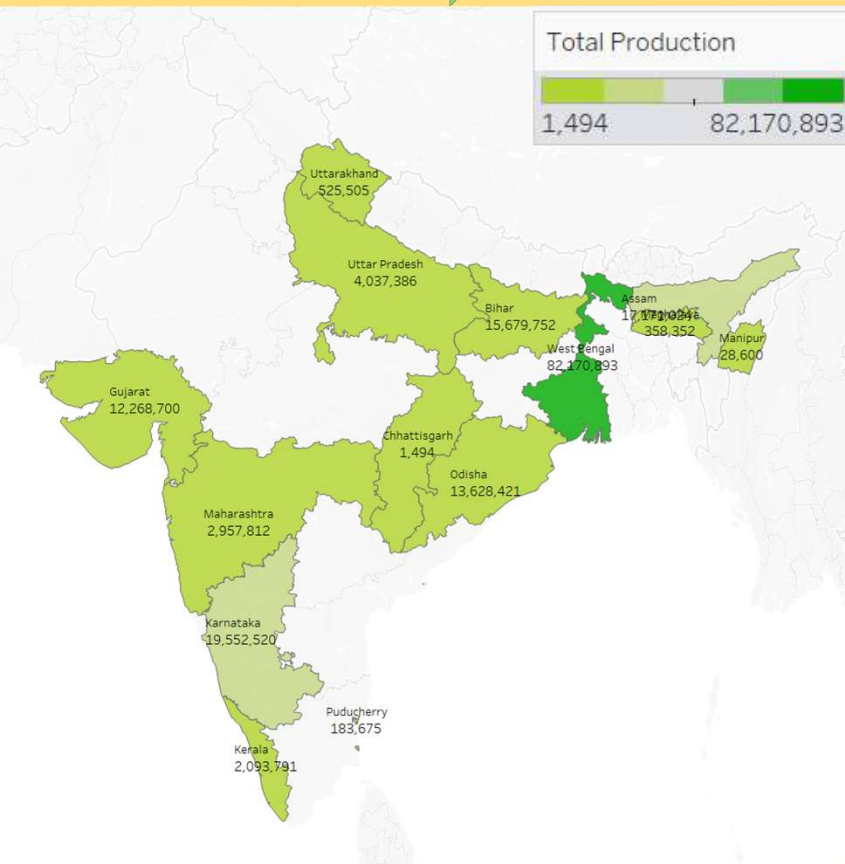 Total Production
1,494
82,170,893
Uttarakhand
525,505
Uttar Pradesh
4,037,386
Bihar
15,679,752
Assam
358,352
Manipur
28,600
West Bengal
82,170,893
Gujarat
12,268,700
Chhattisgarh
1,494
Odisha
13,628,421
Maharashtra
2,957,812
Karnataka
19,552,520
Puducherry
183,675
Kerala
2,093,791